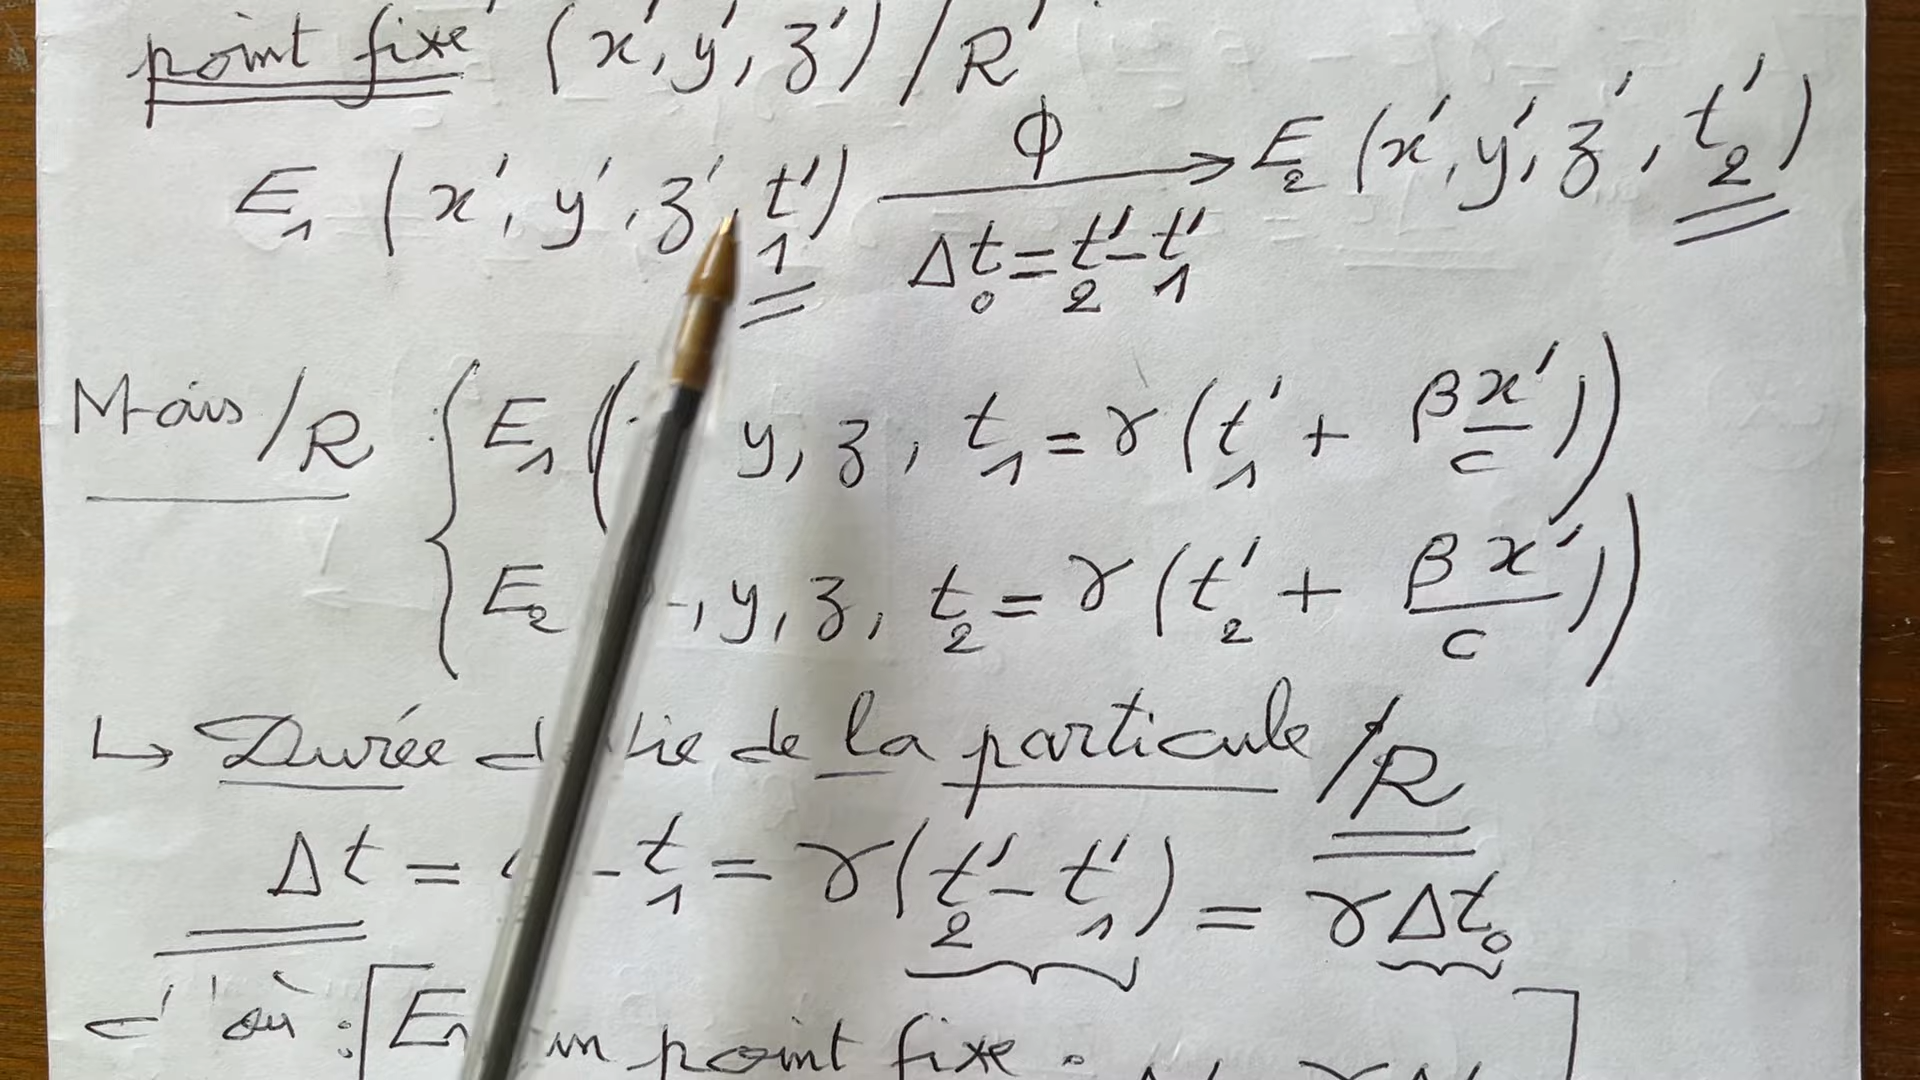 point fixe (x', y', z') / R'
E₁ (x', y', z', t'₁) —Φ→ E₂ (x', y', z', t'₂)
Δt₀ = t'₂ - t'₁
Mais /R : { E₁ ( y, z, t₁ = γ (t'₁ + βx'/c))
E₂ , y, z, t₂ = γ (t'₂ + βx'/c))
↳ Durée de la particule /R
Δt = - t₁ = γ (t'₂ - t'₁) = γΔt₀
d'où : [ E₁ point fixe :